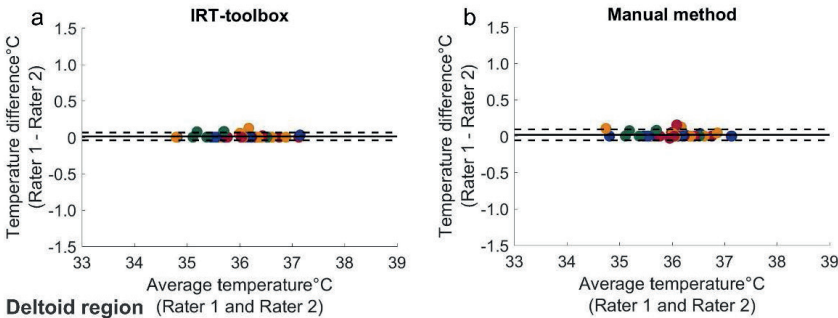 a
IRT-toolbox
Temperature difference°C
(Rater 1 - Rater 2)
1.5
1.0
0.5
0
-0.5
-1.0
-1.5
33 34 35 36 37 38 39
Average temperature°C
(Rater 1 and Rater 2)
b
Manual method
Temperature difference°C
(Rater 1 - Rater 2)
1.5
1.0
0.5
0
-0.5
-1.0
-1.5
33 34 35 36 37 38 39
Average temperature°C
(Rater 1 and Rater 2)
Deltoid region